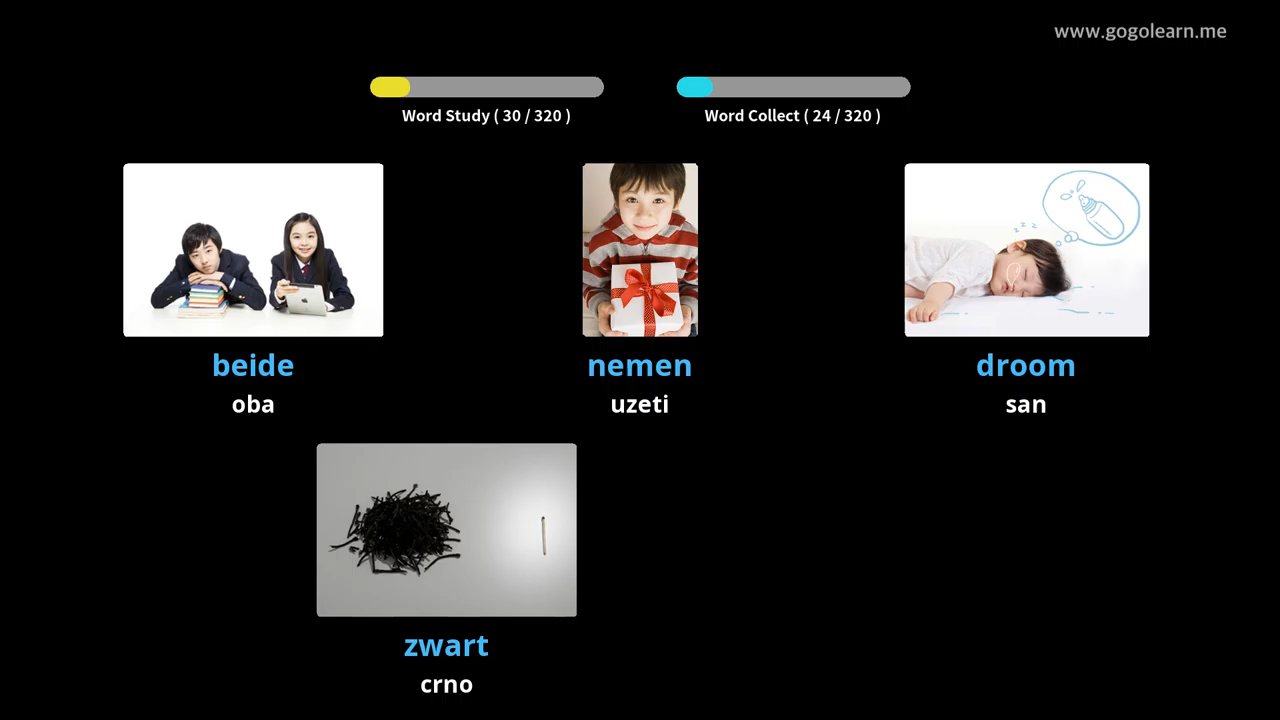 www.gogolearn.me
Word Study ( 30 / 320 )
Word Collect ( 24 / 320 )
beide
oba
nemen
uzeti
droom
san
zwart
crno